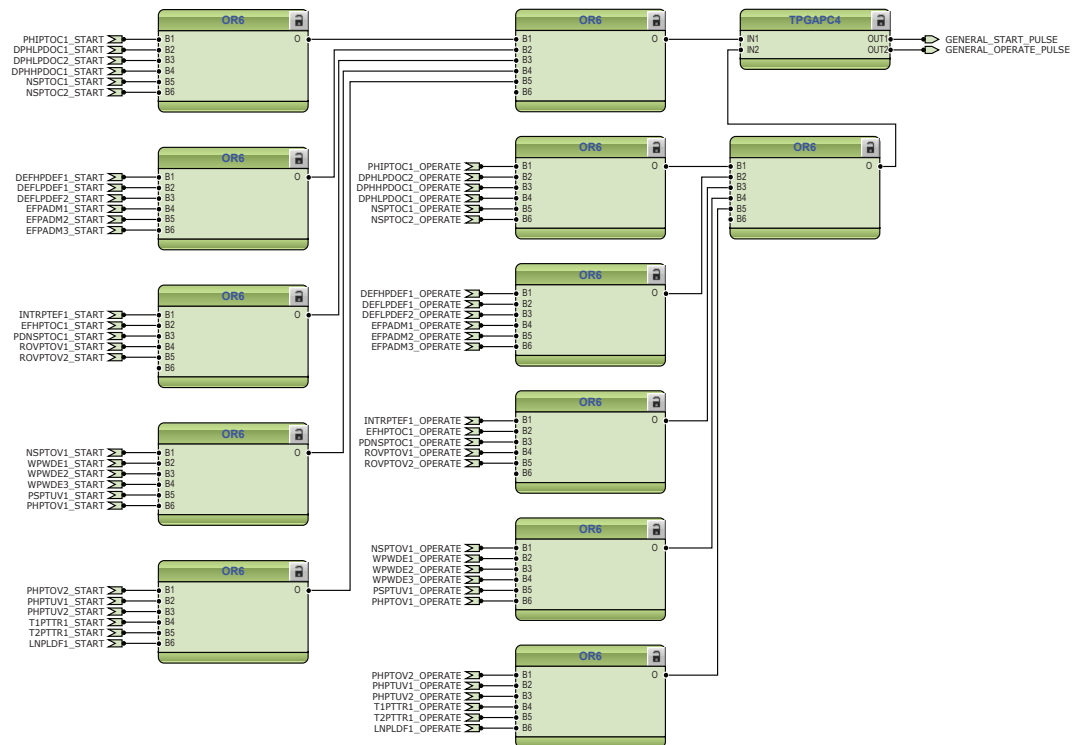 OR6
PHIPTOC1_START B1 O
DPHLPDOC1_START B2
DPHLPDOC2_START B3
DPHHPDOC1_START B4
NSPTOC1_START B5
NSPTOC2_START B6
OR6
DEFHPDEF1_START B1 O
DEFLPDEF1_START B2
DEFLPDEF2_START B3
EFPADM1_START B4
EFPADM2_START B5
EFPADM3_START B6
OR6
INTRPTEF1_START B1 O
EFHPTOC1_START B2
PDNSPTOC1_START B3
ROVPTOV1_START B4
ROVPTOV2_START B5
B6
OR6
NSPTOV1_START B1 O
WPWDE1_START B2
WPWDE2_START B3
WPWDE3_START B4
PSPTUV1_START B5
PHPTOV1_START B6
OR6
PHPTOV2_START B1 O
PHPTUV1_START B2
PHPTUV2_START B3
T1PTTR1_START B4
T2PTTR1_START B5
LNPLDF1_START B6
OR6
B1 O
B2
B3
B4
B5
B6
OR6
PHIPTOC1_OPERATE B1 O
DPHLPDOC2_OPERATE B2
DPHHPDOC1_OPERATE B3
DPHLPDOC1_OPERATE B4
NSPTOC1_OPERATE B5
NSPTOC2_OPERATE B6
OR6
DEFHPDEF1_OPERATE B1 O
DEFLPDEF1_OPERATE B2
DEFLPDEF2_OPERATE B3
EFPADM1_OPERATE B4
EFPADM2_OPERATE B5
EFPADM3_OPERATE B6
OR6
INTRPTEF1_OPERATE B1 O
EFHPTOC1_OPERATE B2
PDNSPTOC1_OPERATE B3
ROVPTOV1_OPERATE B4
ROVPTOV2_OPERATE B5
B6
OR6
NSPTOV1_OPERATE B1 O
WPWDE1_OPERATE B2
WPWDE2_OPERATE B3
WPWDE3_OPERATE B4
PSPTUV1_OPERATE B5
PHPTOV1_OPERATE B6
OR6
PHPTOV2_OPERATE B1 O
PHPTUV1_OPERATE B2
PHPTUV2_OPERATE B3
T1PTTR1_OPERATE B4
T2PTTR1_OPERATE B5
LNPLDF1_OPERATE B6
TPGAPC4
IN1 OUT1 GENERAL_START_PULSE
IN2 OUT2 GENERAL_OPERATE_PULSE
OR6
B1 O
B2
B3
B4
B5
B6